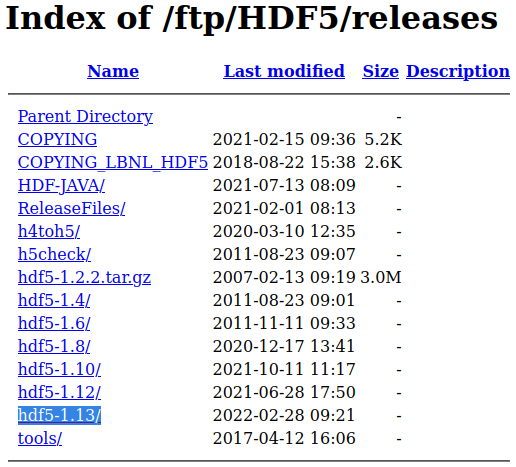 Index of /ftp/HDF5/releases
Name Last modified Size Description
Parent Directory -
COPYING 2021-02-15 09:36 5.2K
COPYING_LBNL_HDF5 2018-08-22 15:38 2.6K
HDF-JAVA/ 2021-07-13 08:09 -
ReleaseFiles/ 2021-02-01 08:13 -
h4toh5/ 2020-03-10 12:35 -
h5check/ 2011-08-23 09:07 -
hdf5-1.2.2.tar.gz 2007-02-13 09:19 3.0M
hdf5-1.4/ 2011-08-23 09:01 -
hdf5-1.6/ 2011-11-11 09:33 -
hdf5-1.8/ 2020-12-17 13:41 -
hdf5-1.10/ 2021-10-11 11:17 -
hdf5-1.12/ 2021-06-28 17:50 -
hdf5-1.13/ 2022-02-28 09:21 -
tools/ 2017-04-12 16:06 -